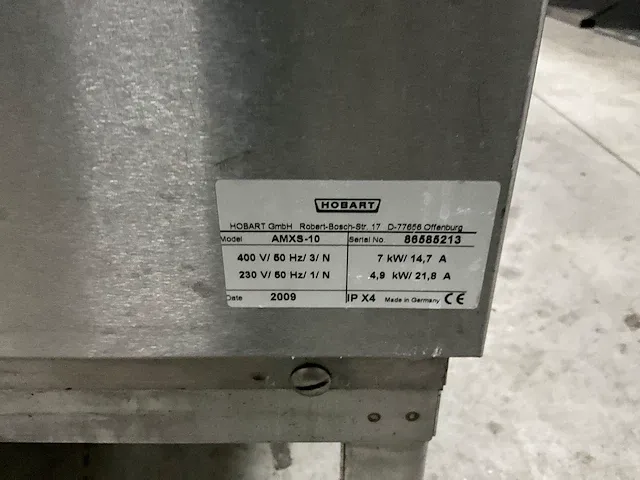 HOBART
HOBART GmbH Robert-Bosch-Str. 17 D-77656 Offenburg
Model AMXS-10 Serial No. 86585213
400 V/ 50 Hz/ 3/ N 7 kW/ 14,7 A
230 V/ 50 Hz/ 1/ N 4,9 kW/ 21,8 A
Date 2009 IP X4 Made in Germany CE